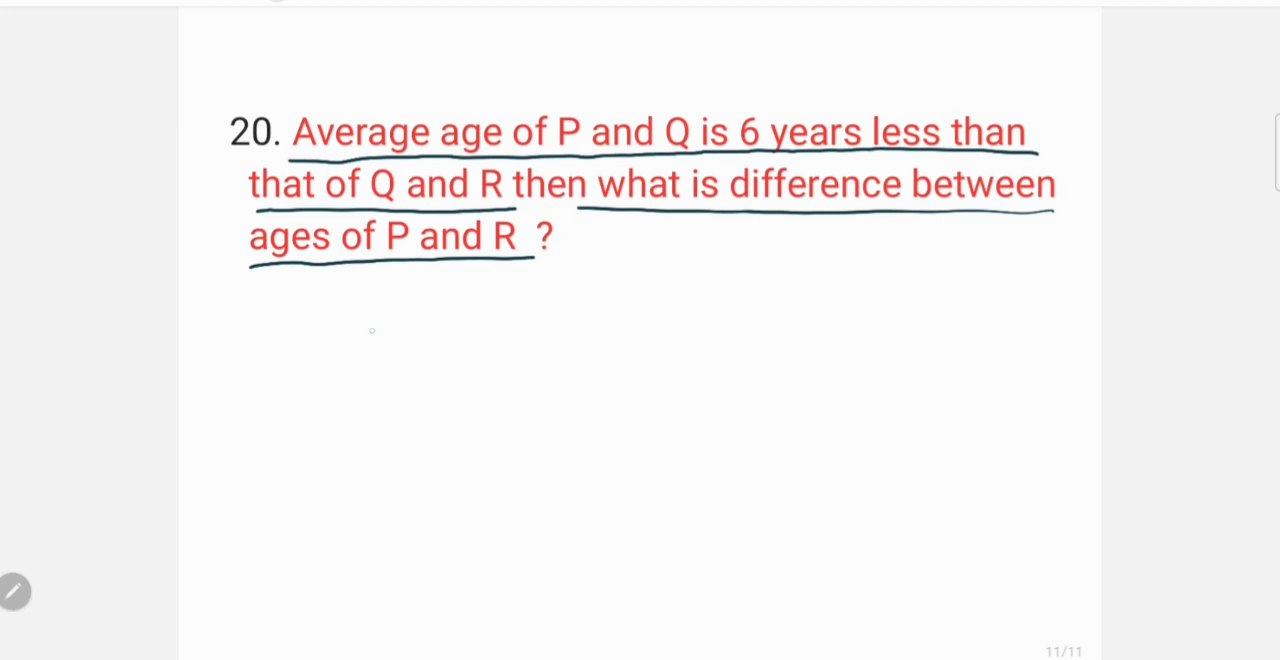 20. Average age of P and Q is 6 years less than
that of Q and R then what is difference between
ages of P and R ?
11/11